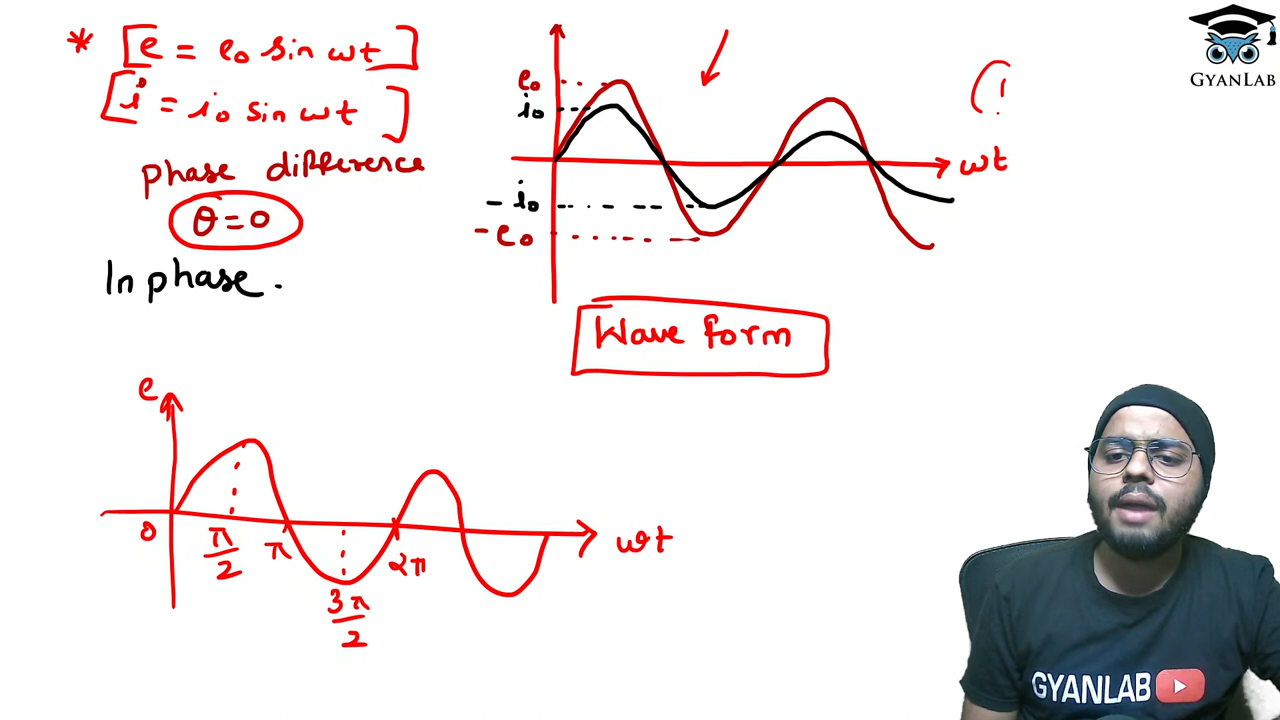 * [e = e₀ sin ωt]
[i = i₀ sin ωt]
phase difference
θ = 0
In phase.
e₀
i₀
-i₀
-e₀
ωt
(!
Wave form
e
0
π/2
π
3π/2
2π
ωt
GYANLAB
GYANLAB